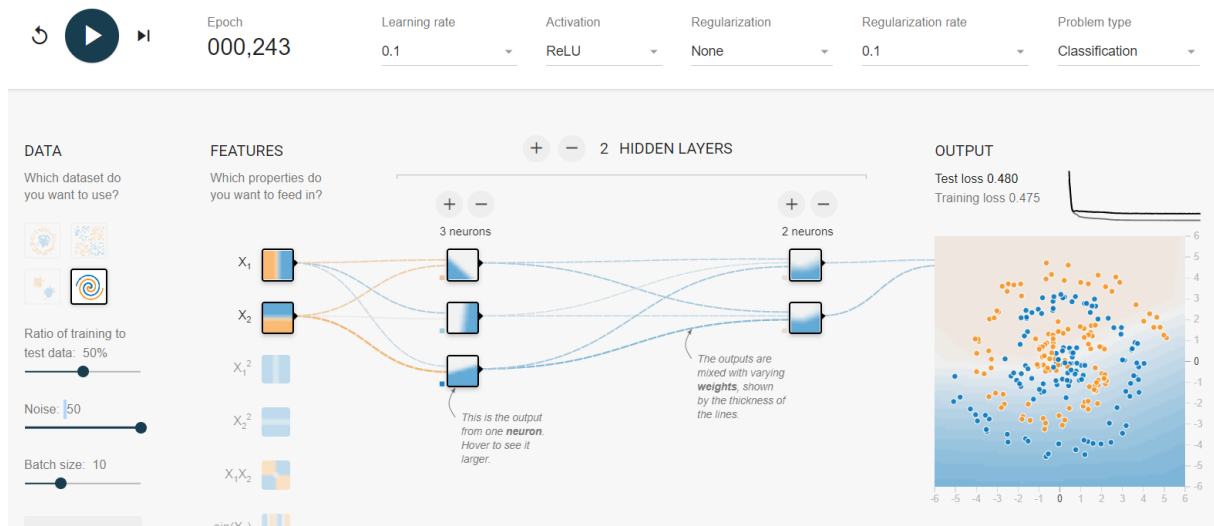 Epoch
000,243
Learning rate
0.1
Activation
ReLU
Regularization
None
Regularization rate
0.1
Problem type
Classification
DATA
Which dataset do
you want to use?
Ratio of training to
test data: 50%
Noise: 50
Batch size: 10
FEATURES
Which properties do
you want to feed in?
X₁
X₂
X₁²
X₂²
X₁X₂
sin(X₁)
2 HIDDEN LAYERS
3 neurons
2 neurons
This is the output
from one neuron.
Hover to see it
larger.
The outputs are
mixed with varying
weights, shown
by the thickness of
the lines.
OUTPUT
Test loss 0.480
Training loss 0.475
6
5
4
3
2
1
0
-1
-2
-3
-4
-5
-6
-6 -5 -4 -3 -2 -1 0 1 2 3 4 5 6